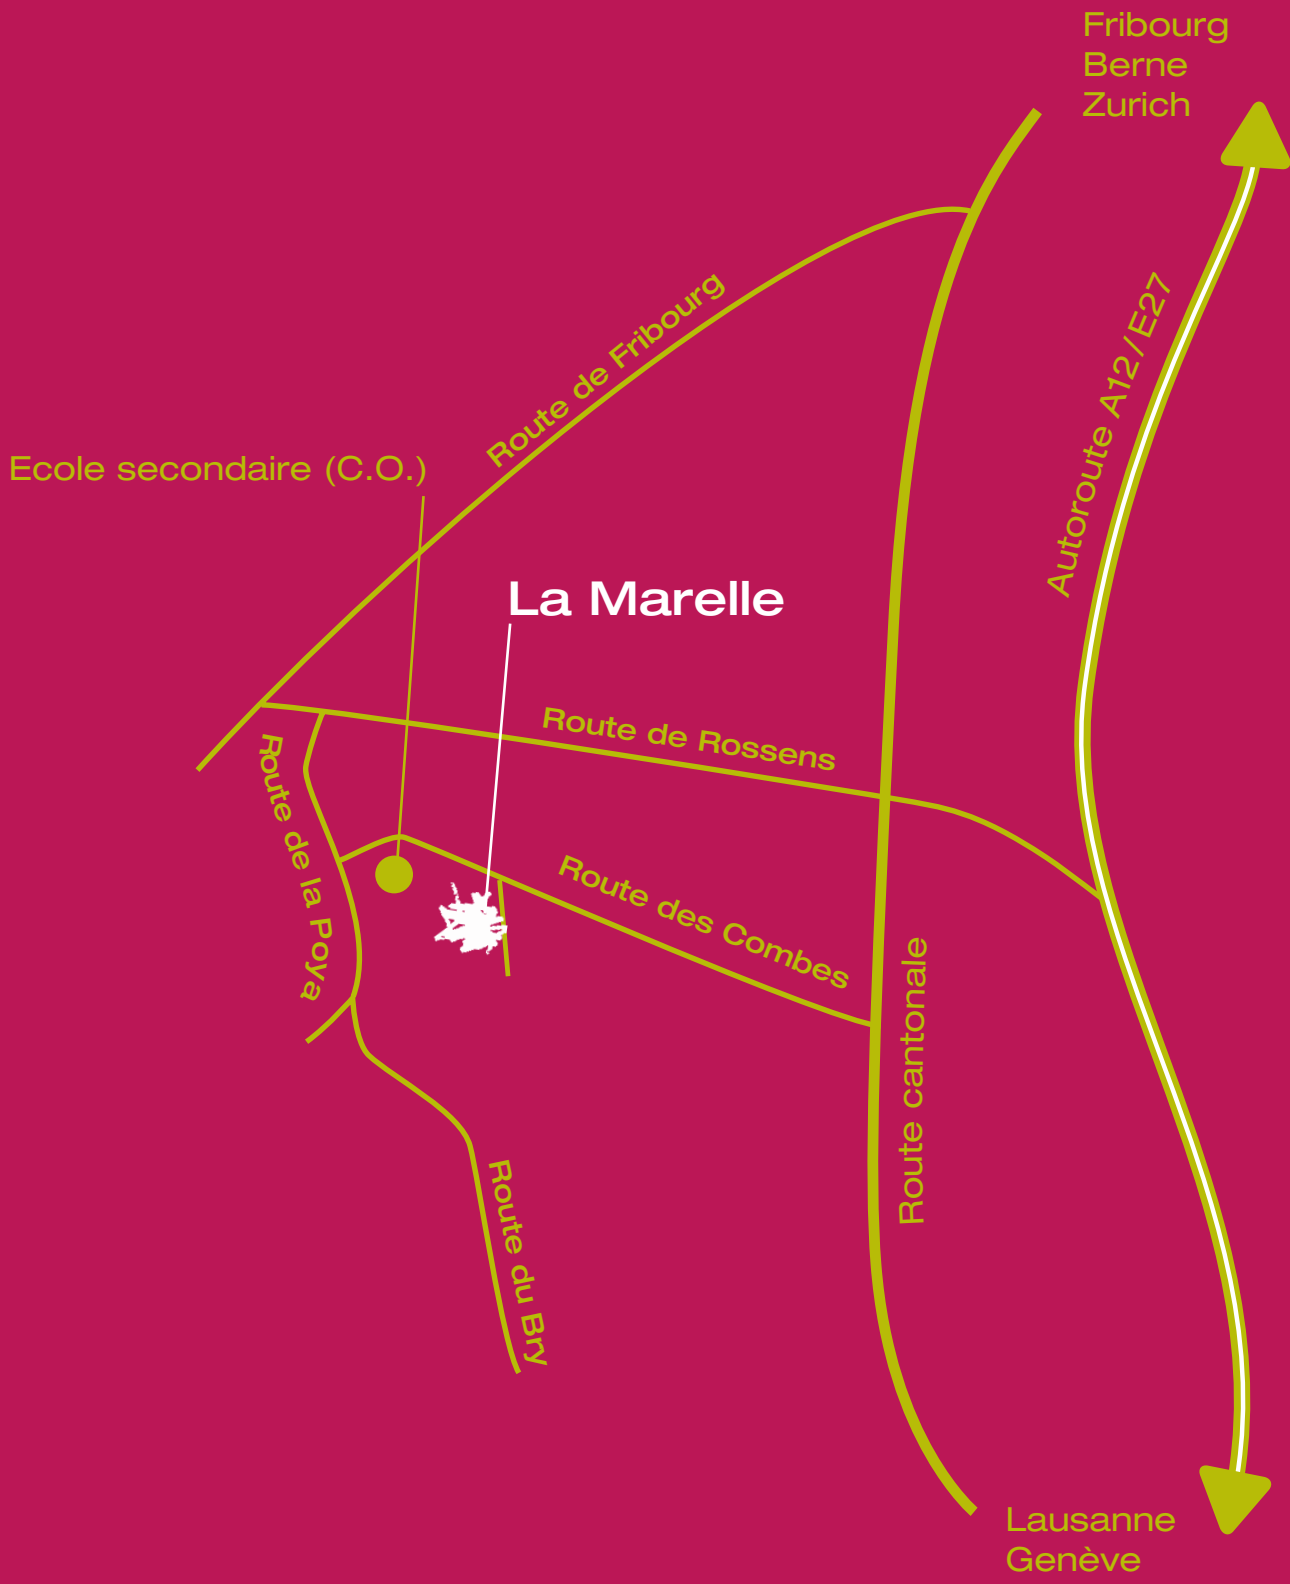 Fribourg
Berne
Zurich
Route de Fribourg
Autoroute A12/E27
Ecole secondaire (C.O.)
La Marelle
Route de Rossens
Route de la Poya
Route des Combes
Route cantonale
Route du Bry
Lausanne
Genève